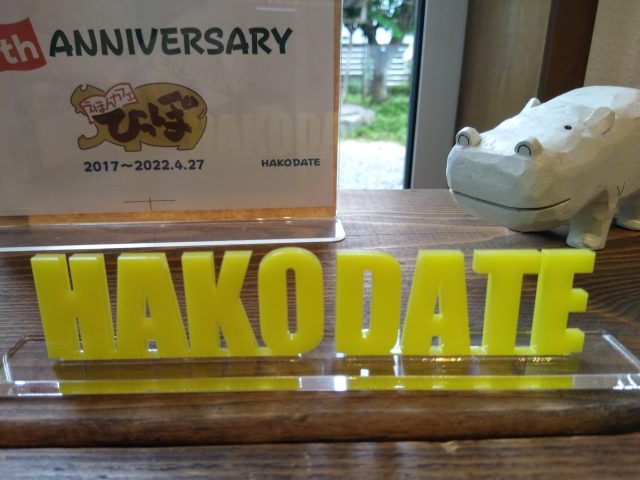 th ANNIVERSARY
ひっぽ
2017～2022.4.27
HAKODATE
HAKODATE